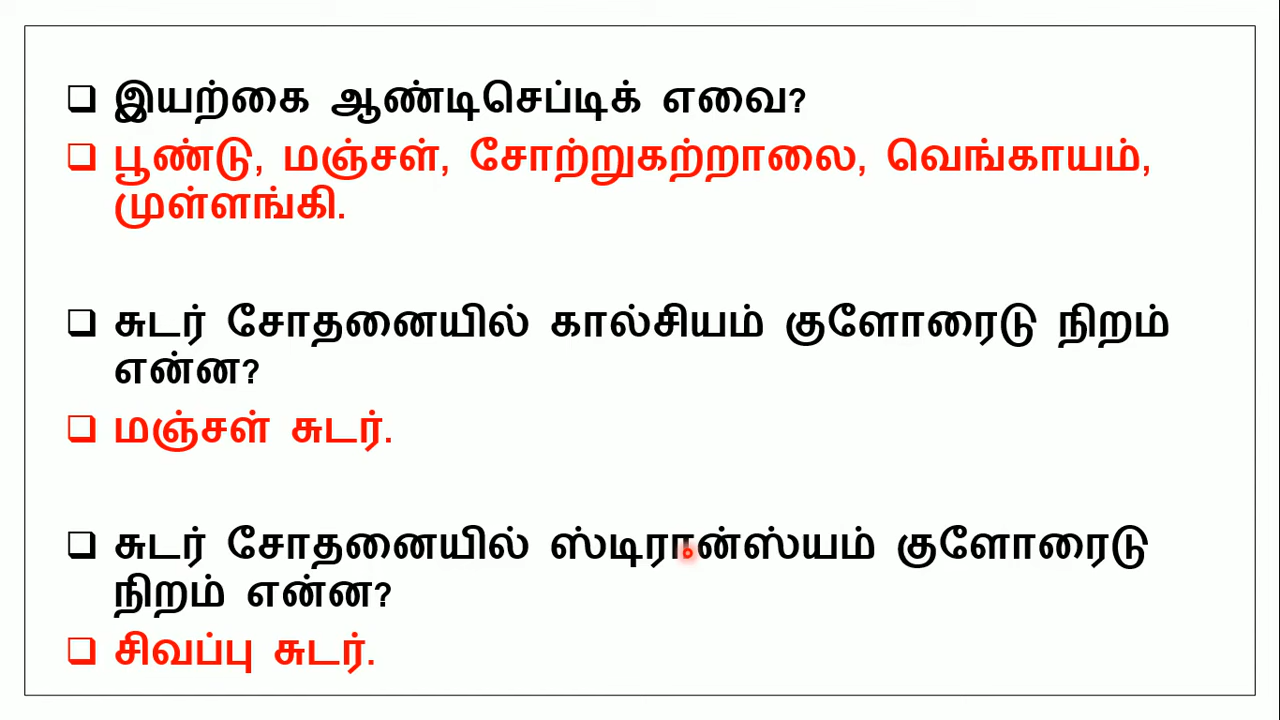 இயற்கை ஆண்டிசெப்டிக் எவை?
பூண்டு, மஞ்சள், சோற்றுகற்றாலை, வெங்காயம்,
முள்ளங்கி.
சுடர் சோதனையில் கால்சியம் குளோரைடு நிறம்
என்ன?
மஞ்சள் சுடர்.
சுடர் சோதனையில் ஸ்டிரான்ஸ்யம் குளோரைடு
நிறம் என்ன?
சிவப்பு சுடர்.